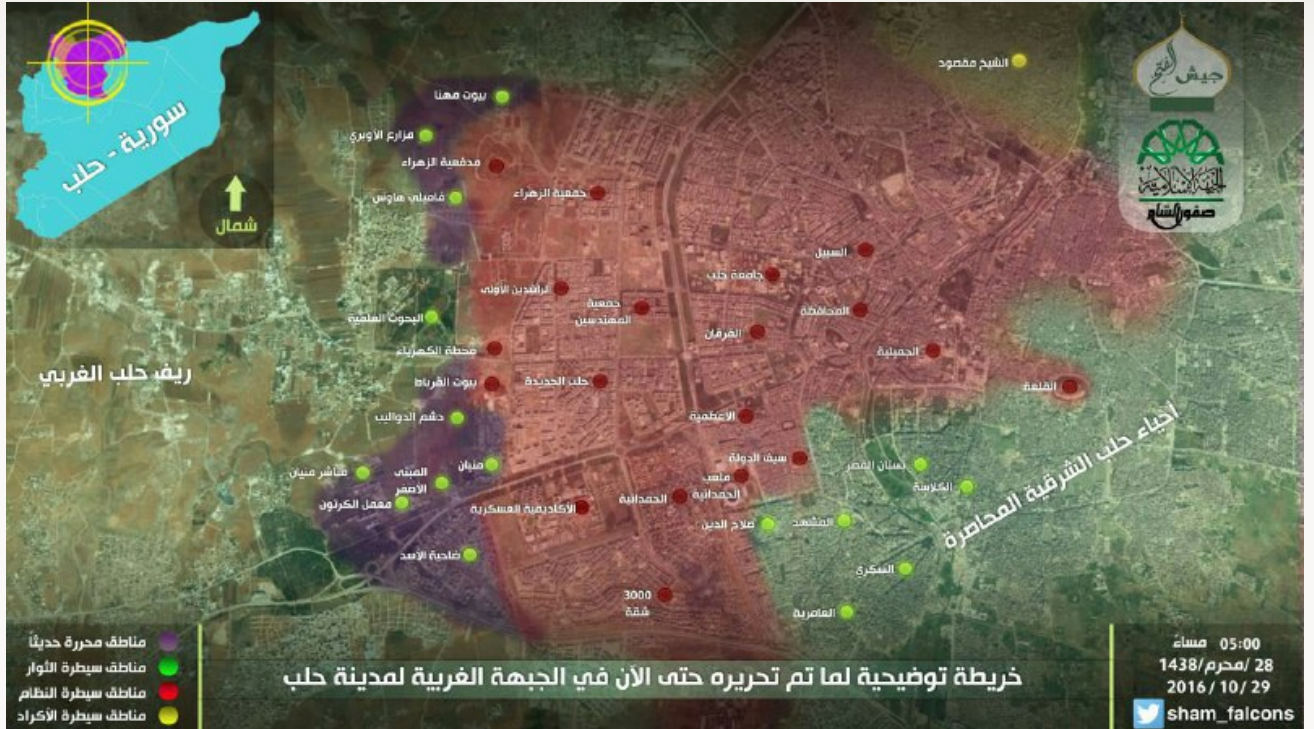 سورية - حلب
شمال
جيش الفتح
الجبهة الإسلامية
صقور الشام
الشيخ مقصود
بيوت مهنا
مزارع الأوبري
مدفعية الزهراء
فاميلي هاوس
جمعية الزهراء
السبيل
جامعة حلب
الراشدين الأولى
جمعية
المهندسين
المحافظة
البحوث العلمية
الفرقان
محطة الكهرباء
الجميلية
ريف حلب الغربي
بيوت القرباط
حلب الجديدة
القلعة
دشم الدواليب
الاعظمية
أحياء حلب الشرقية المحاصرة
سيف الدولة
بستان القصر
منيان
مناشر منيان
المبنى
الاصفر
ملعب
الحمدانية
الحمدانية
الكلاسة
معمل الكرتون
الأكاديمية العسكرية
صلاح الدين
المشهد
ضاحية الاسد
السكري
3000
شقة
العامرية
مناطق محررة حديثاً
مناطق سيطرة الثوار
مناطق سيطرة النظام
مناطق سيطرة الأكراد
خريطة توضيحية لما تم تحريره حتى الآن في الجبهة الغربية لمدينة حلب
05:00 مساءً
28 /محرم/1438
2016 / 10 / 29
sham_falcons